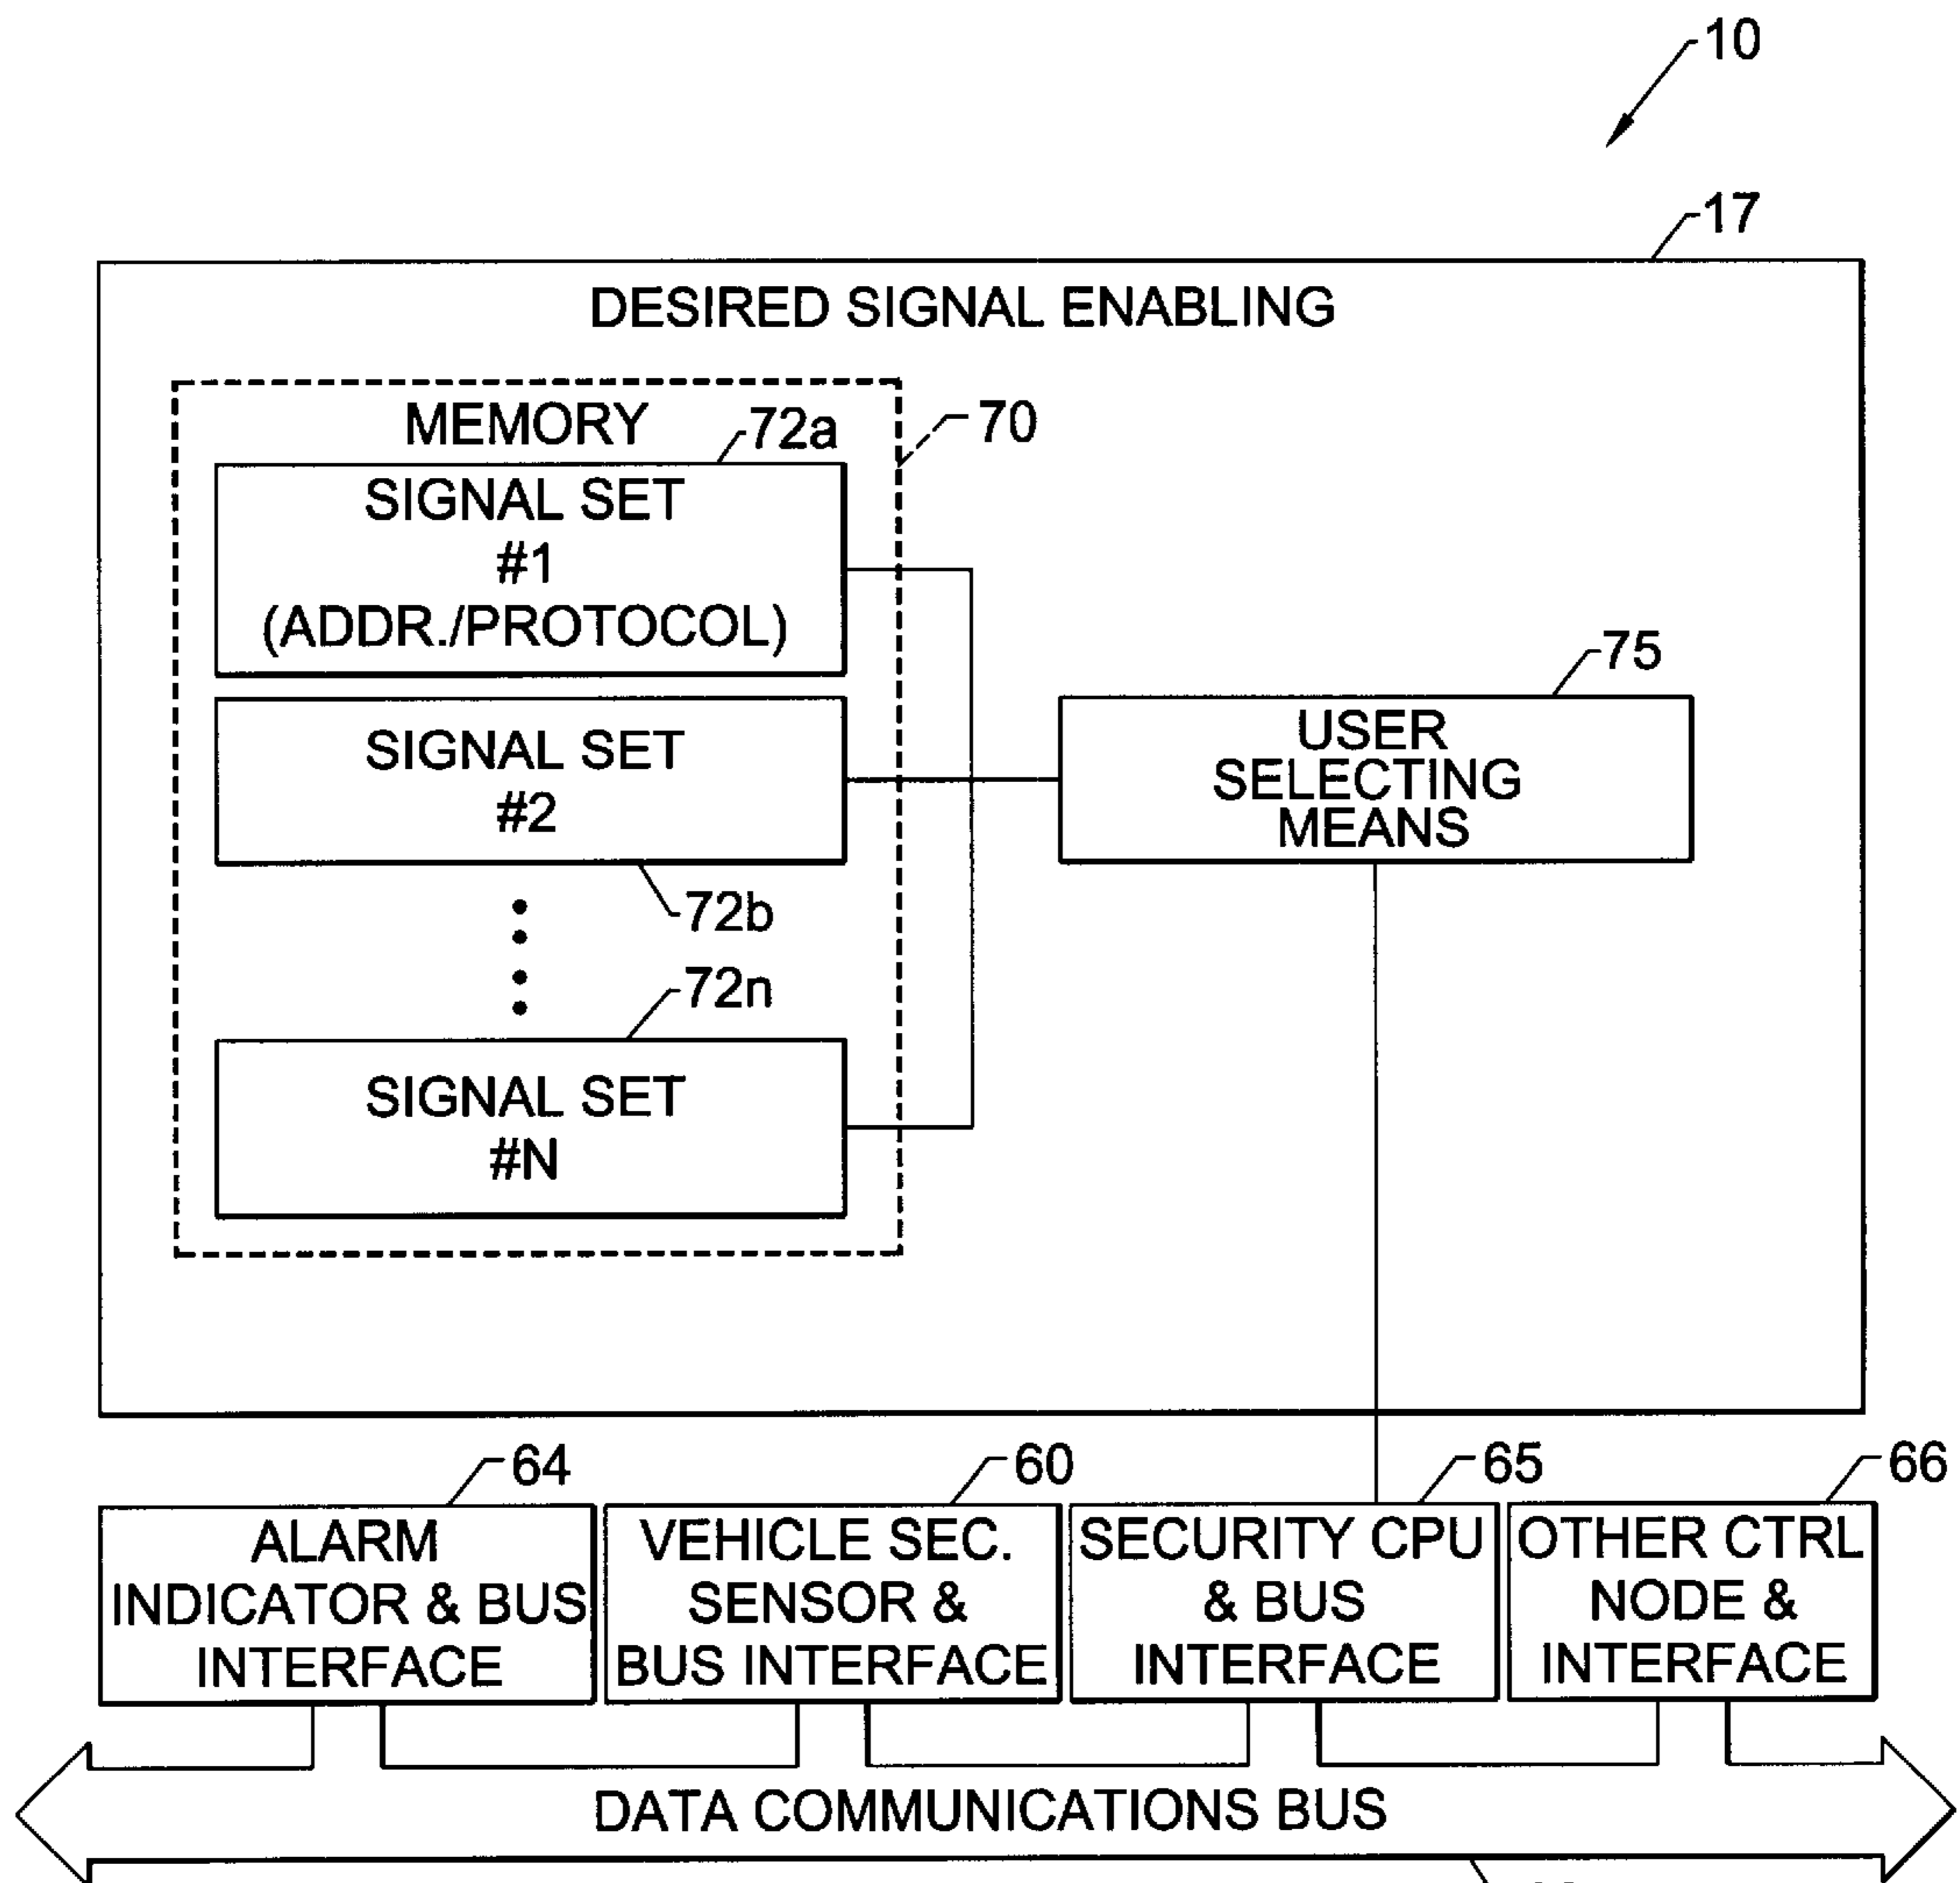 10
17
DESIRED SIGNAL ENABLING
MEMORY
70
72a
SIGNAL SET
#1
(ADDR./PROTOCOL)
75
USER
SELECTING
MEANS
SIGNAL SET
#2
72b
72n
SIGNAL SET
#N
64
60
65
66
ALARM
INDICATOR & BUS
INTERFACE
VEHICLE SEC.
SENSOR &
BUS INTERFACE
SECURITY CPU
& BUS
INTERFACE
OTHER CTRL
NODE &
INTERFACE
DATA COMMUNICATIONS BUS